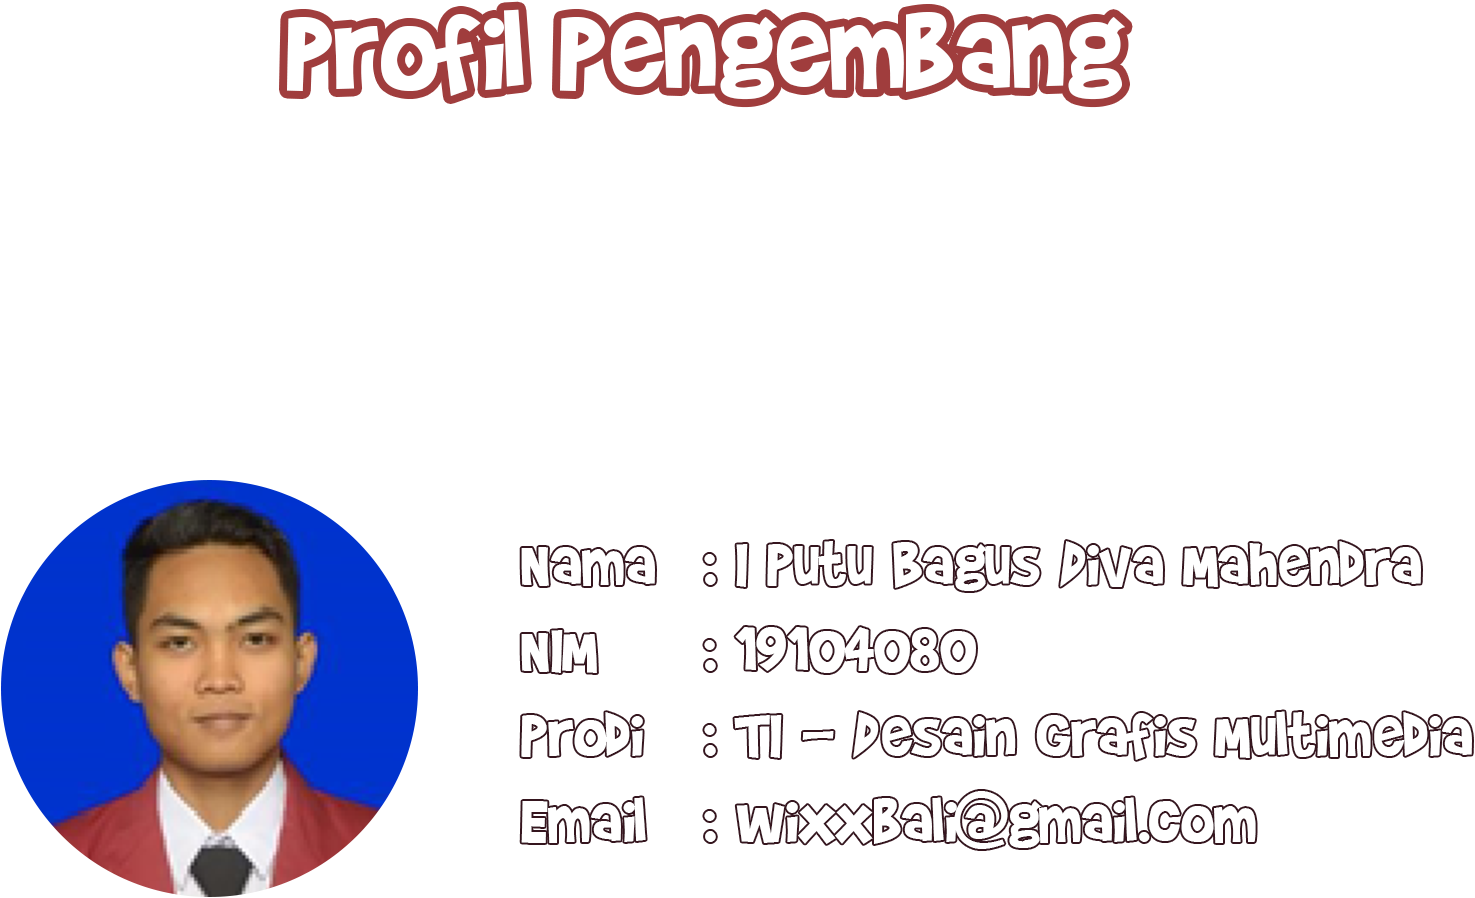 Profil PengemBang
Nama : I Putu Bagus Diva Mahendra
NIM : 19104080
Prodi : TI - Desain Grafis Multimedia
Email : wixxBali@gmail.com